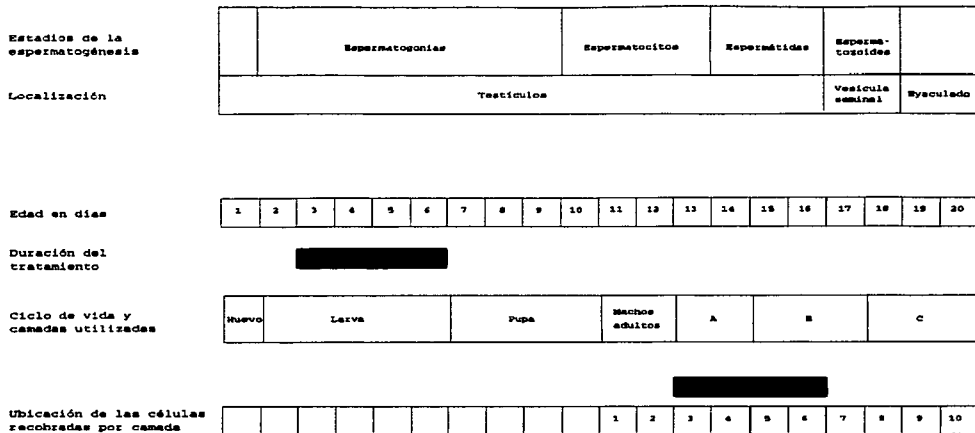 Estadios de la
espermatogénesis
Espermatogonias
Espermatocitos
Espermátidas
Esperma-
tozoides
Localización
Testículos
Vesícula
seminal
Eyaculado
Edad en días
1 2 3 4 5 6 7 8 9 10 11 12 13 14 15 16 17 18 19 20
Duración del
tratamiento
Ciclo de vida y
camadas utilizadas
Huevo
Larva
Pupa
Machos
adultos
A
B
C
Ubicación de las células
recobradas por camada
1 2 3 4 5 6 7 8 9 10